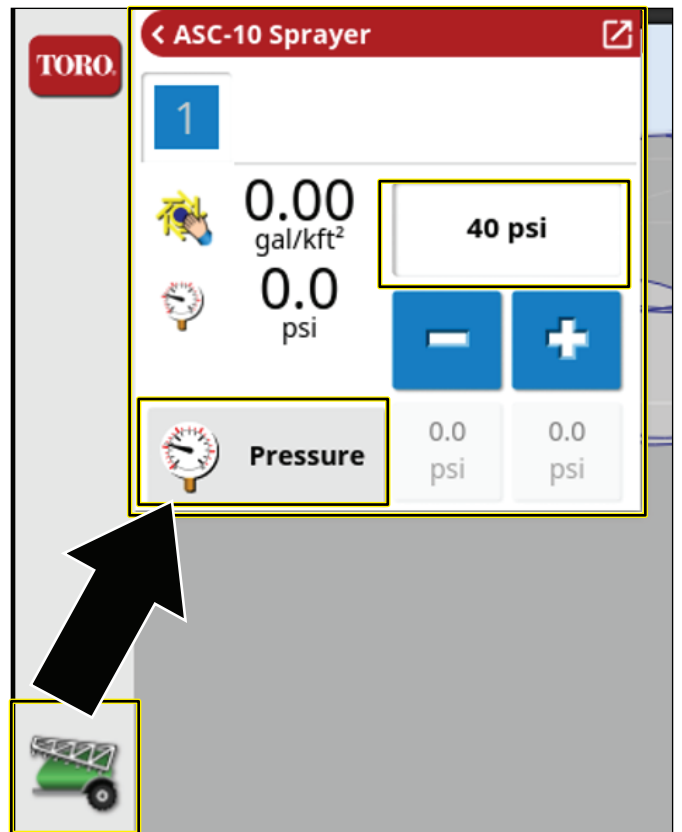 TORO.
< ASC-10 Sprayer
1
0.00
gal/kft²
40 psi
0.0
psi
Pressure
0.0
psi
0.0
psi